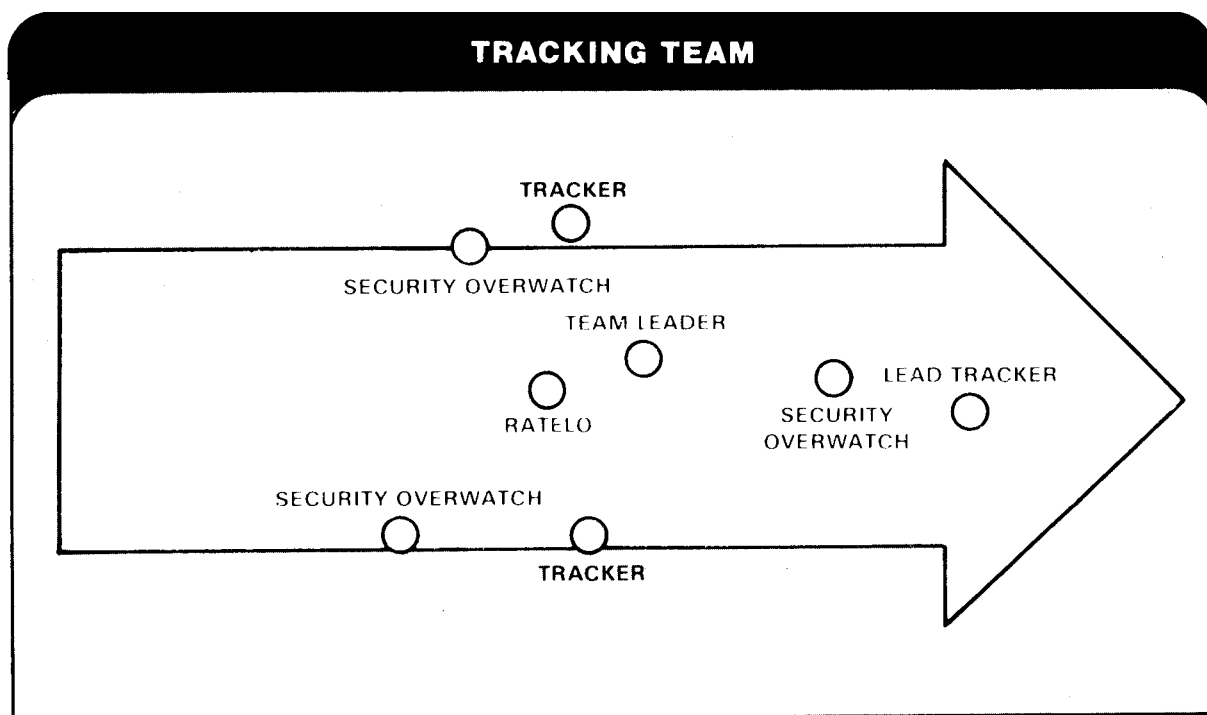 TRACKING TEAM
TRACKER
SECURITY OVERWATCH
TEAM LEADER
LEAD TRACKER
RATELO
SECURITY
OVERWATCH
SECURITY OVERWATCH
TRACKER